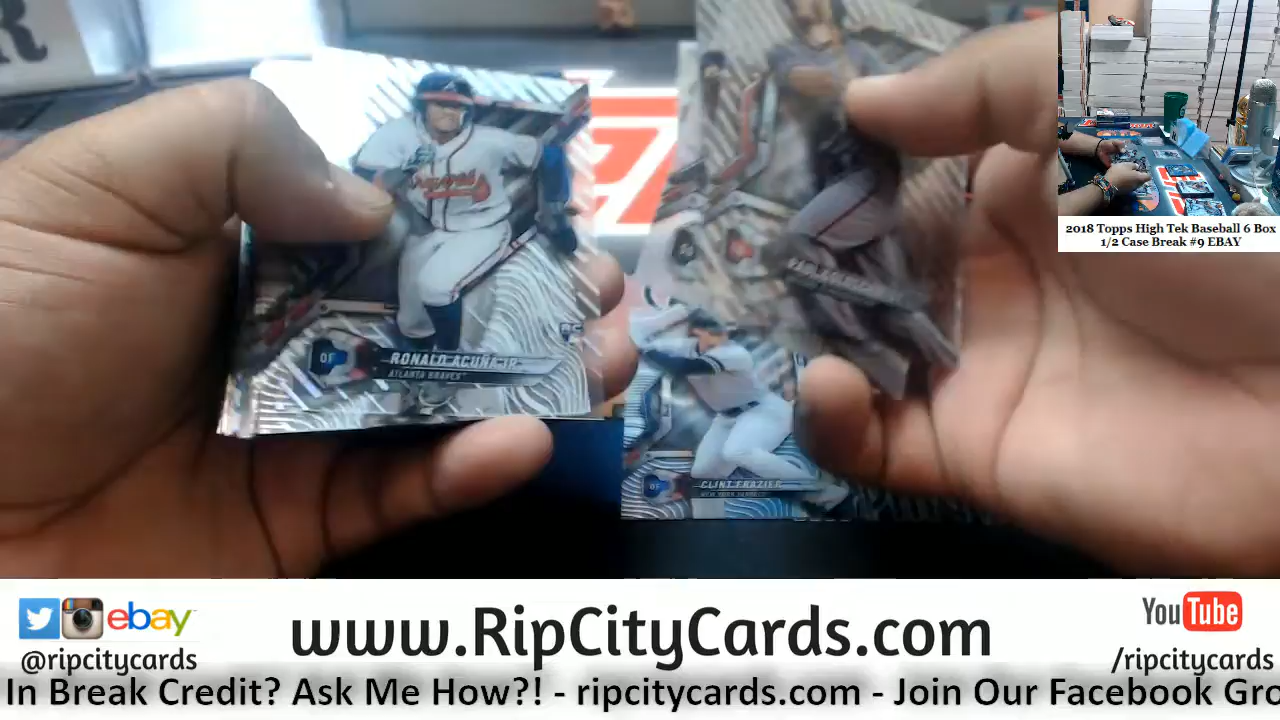 Braves
RC
OF
RONALD ACUÑA JR.
ATLANTA BRAVES
OF
CLINT FRAZIER
NEW YORK YANKEES
2018 Topps High Tek Baseball 6 Box
1/2 Case Break #9 EBAY
ebay
@ripcitycards
www.RipCityCards.com
YouTube
/ripcitycards
In Break Credit? Ask Me How?! - ripcitycards.com - Join Our Facebook Gro